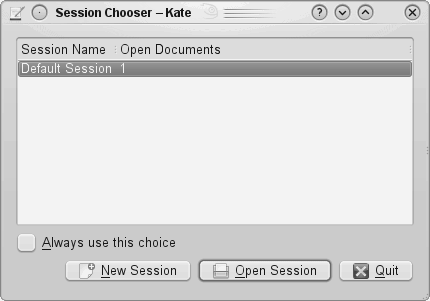 Session Chooser – Kate
Session Name Open Documents
Default Session 1
Always use this choice
New Session Open Session Quit